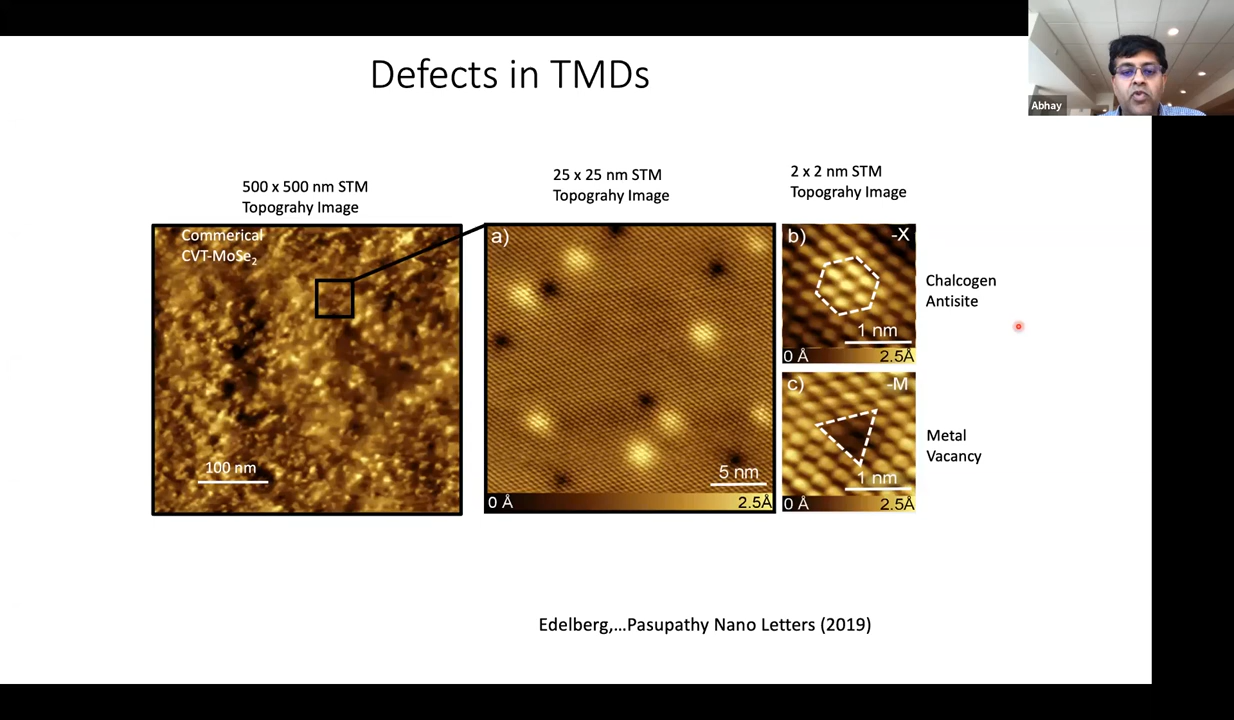 Defects in TMDs
Abhay
500 x 500 nm STM
Topograhy Image
25 x 25 nm STM
Topograhy Image
2 x 2 nm STM
Topograhy Image
Commerical
CVT-MoSe₂
100 nm
a)
5 nm
0 Å 2.5Å
b) -X
1 nm
0 Å 2.5Å
Chalcogen
Antisite
c) -M
1 nm
0 Å 2.5Å
Metal
Vacancy
Edelberg,...Pasupathy Nano Letters (2019)